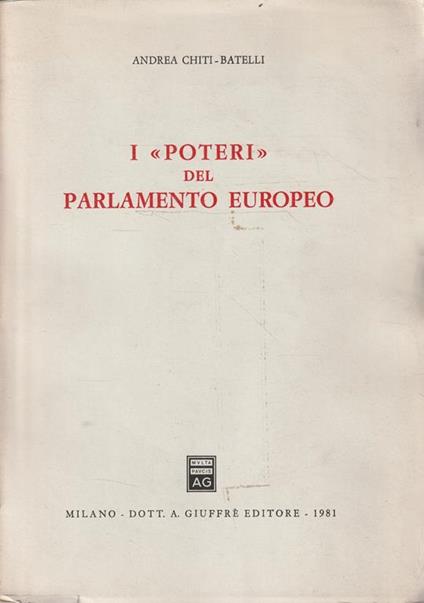 ANDREA CHITI-BATELLI
I «POTERI»
DEL
PARLAMENTO EUROPEO
MVLTA
PAVCIS
AG
MILANO - DOTT. A. GIUFFRÈ EDITORE - 1981